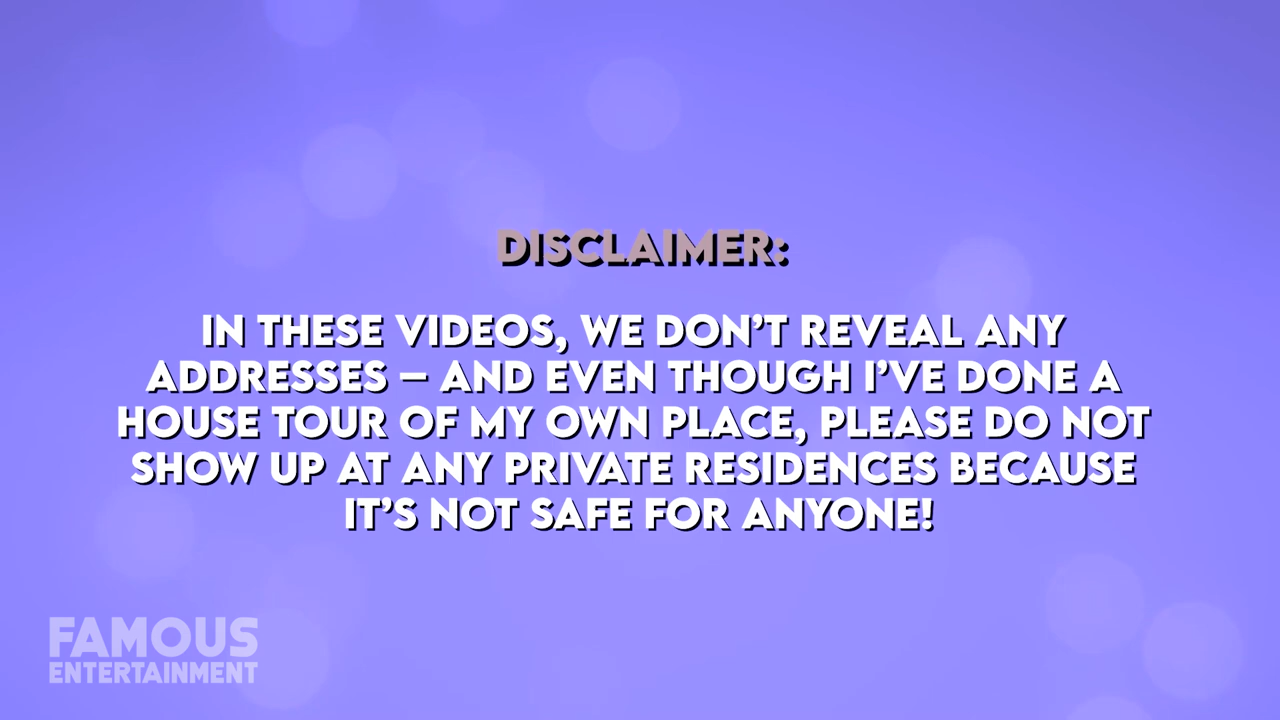 DISCLAIMER:
IN THESE VIDEOS, WE DON’T REVEAL ANY
ADDRESSES – AND EVEN THOUGH I’VE DONE A
HOUSE TOUR OF MY OWN PLACE, PLEASE DO NOT
SHOW UP AT ANY PRIVATE RESIDENCES BECAUSE
IT’S NOT SAFE FOR ANYONE!
FAMOUS
ENTERTAINMENT